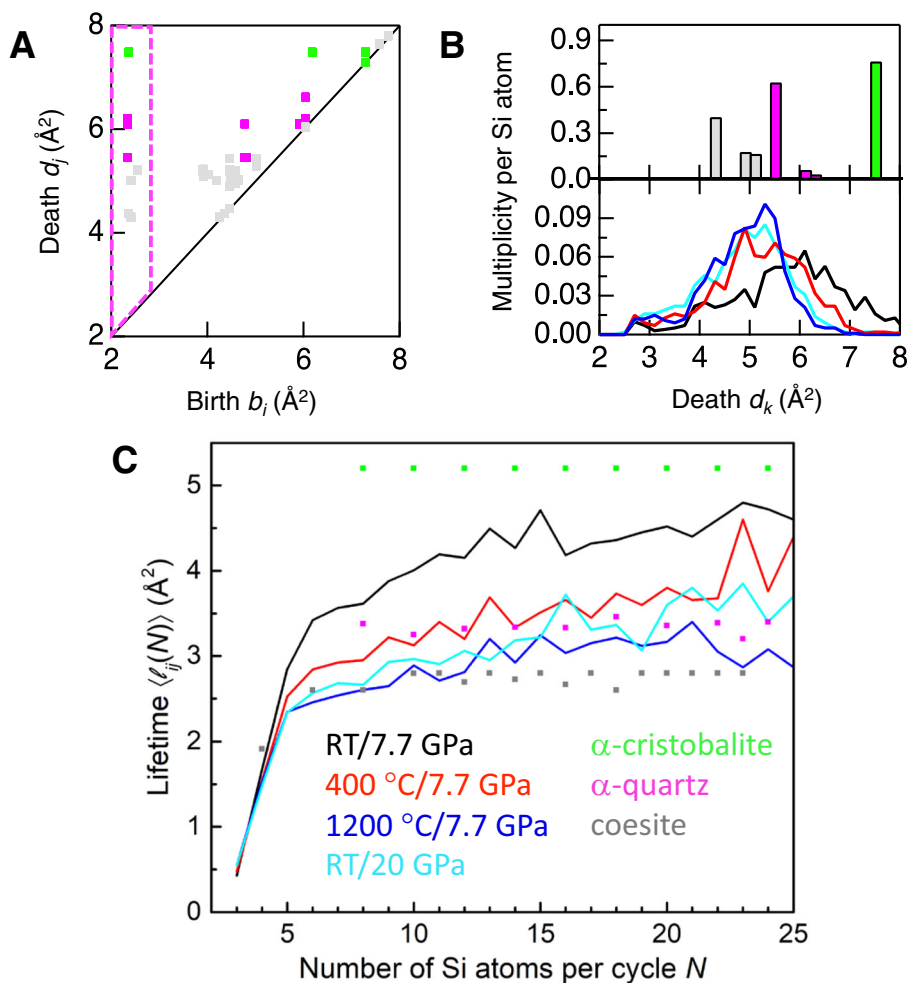 A
8
6
4
2
2
4
6
8
Death dⱼ (Å²)
Birth bᵢ (Å²)
B
0.9
0.6
0.3
0.0
0.09
0.06
0.03
0.00
2
3
4
5
6
7
8
Multiplicity per Si atom
Death dₖ (Å²)
C
5
4
3
2
1
0
5
10
15
20
25
Lifetime ⟨ℓᵢⱼ(N)⟩ (Å²)
RT/7.7 GPa
400 °C/7.7 GPa
1200 °C/7.7 GPa
RT/20 GPa
α-cristobalite
α-quartz
coesite
Number of Si atoms per cycle N